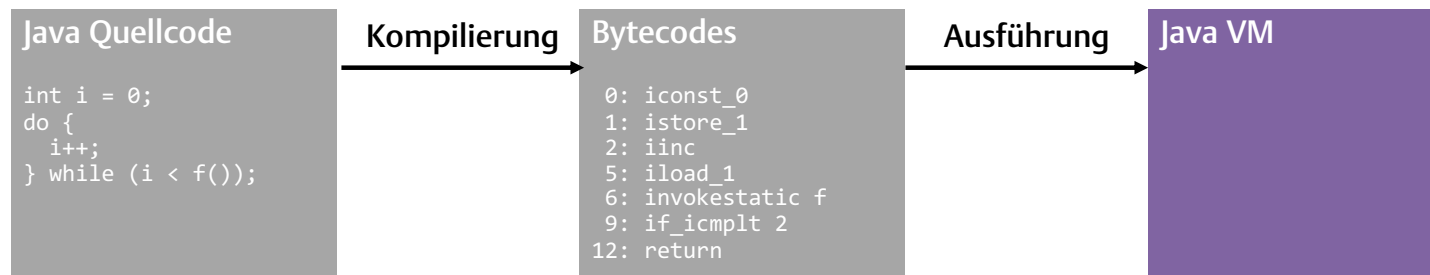 Java Quellcode
int i = 0;
do {
  i++;
} while (i < f());
Kompilierung
Bytecodes
 0: iconst_0
 1: istore_1
 2: iinc
 5: iload_1
 6: invokestatic f
 9: if_icmplt 2
12: return
Ausführung
Java VM